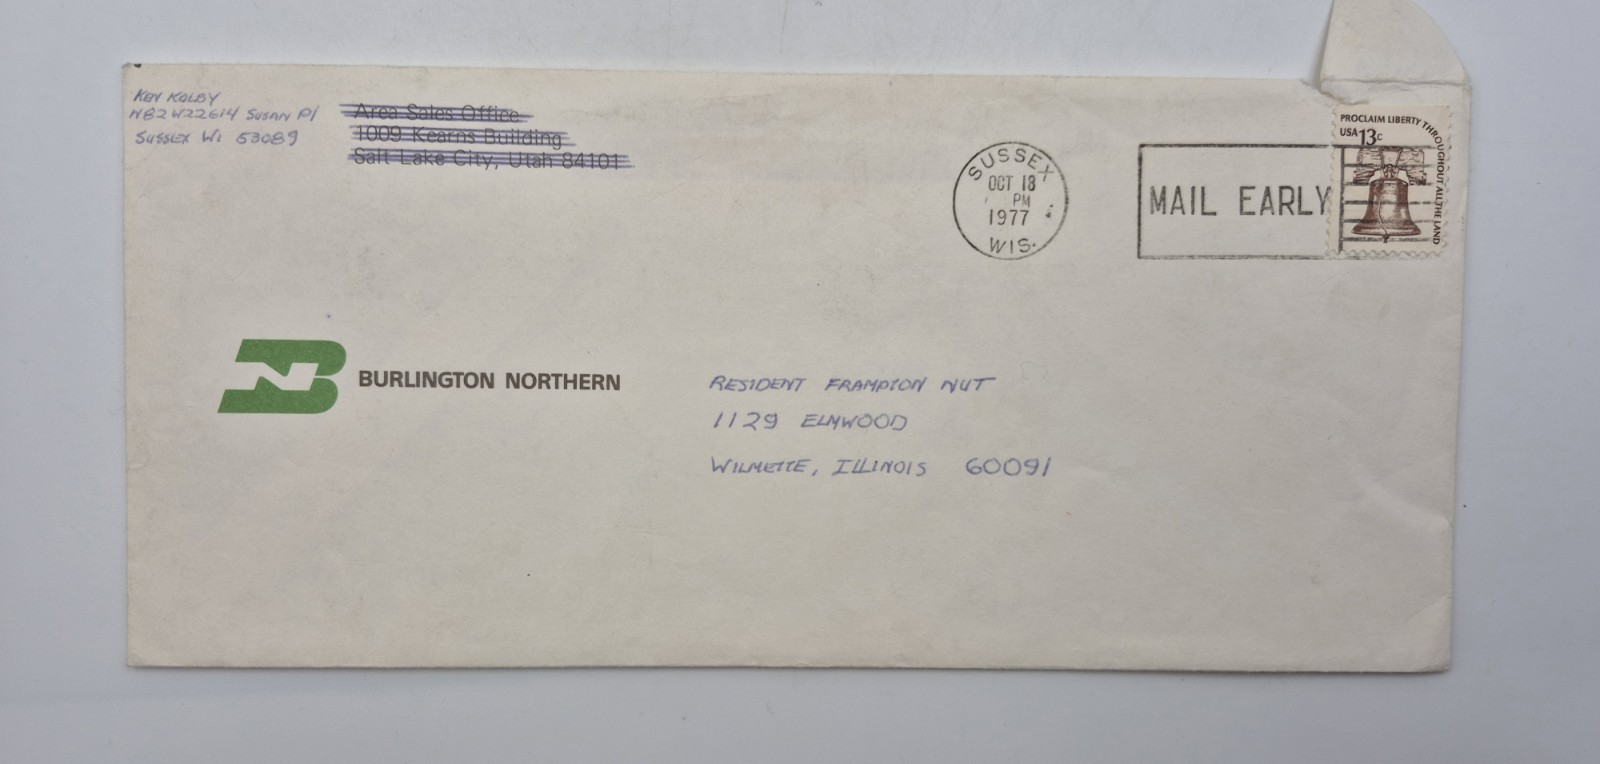 KEV KOLBY
N82 W22614 SUSAN Pl
SUSSEX WI 53089
Area Sales Office
1009 Kearns Building
Salt Lake City, Utah 84101
SUSSEX
OCT 18
PM
1977
WIS.
MAIL EARLY
PROCLAIM LIBERTY THROUGHOUT ALL THE LAND
USA 13c
BN
BURLINGTON NORTHERN
RESIDENT FRAMPTON NUT
1129 ELMWOOD
WILMETTE, ILLINOIS 60091